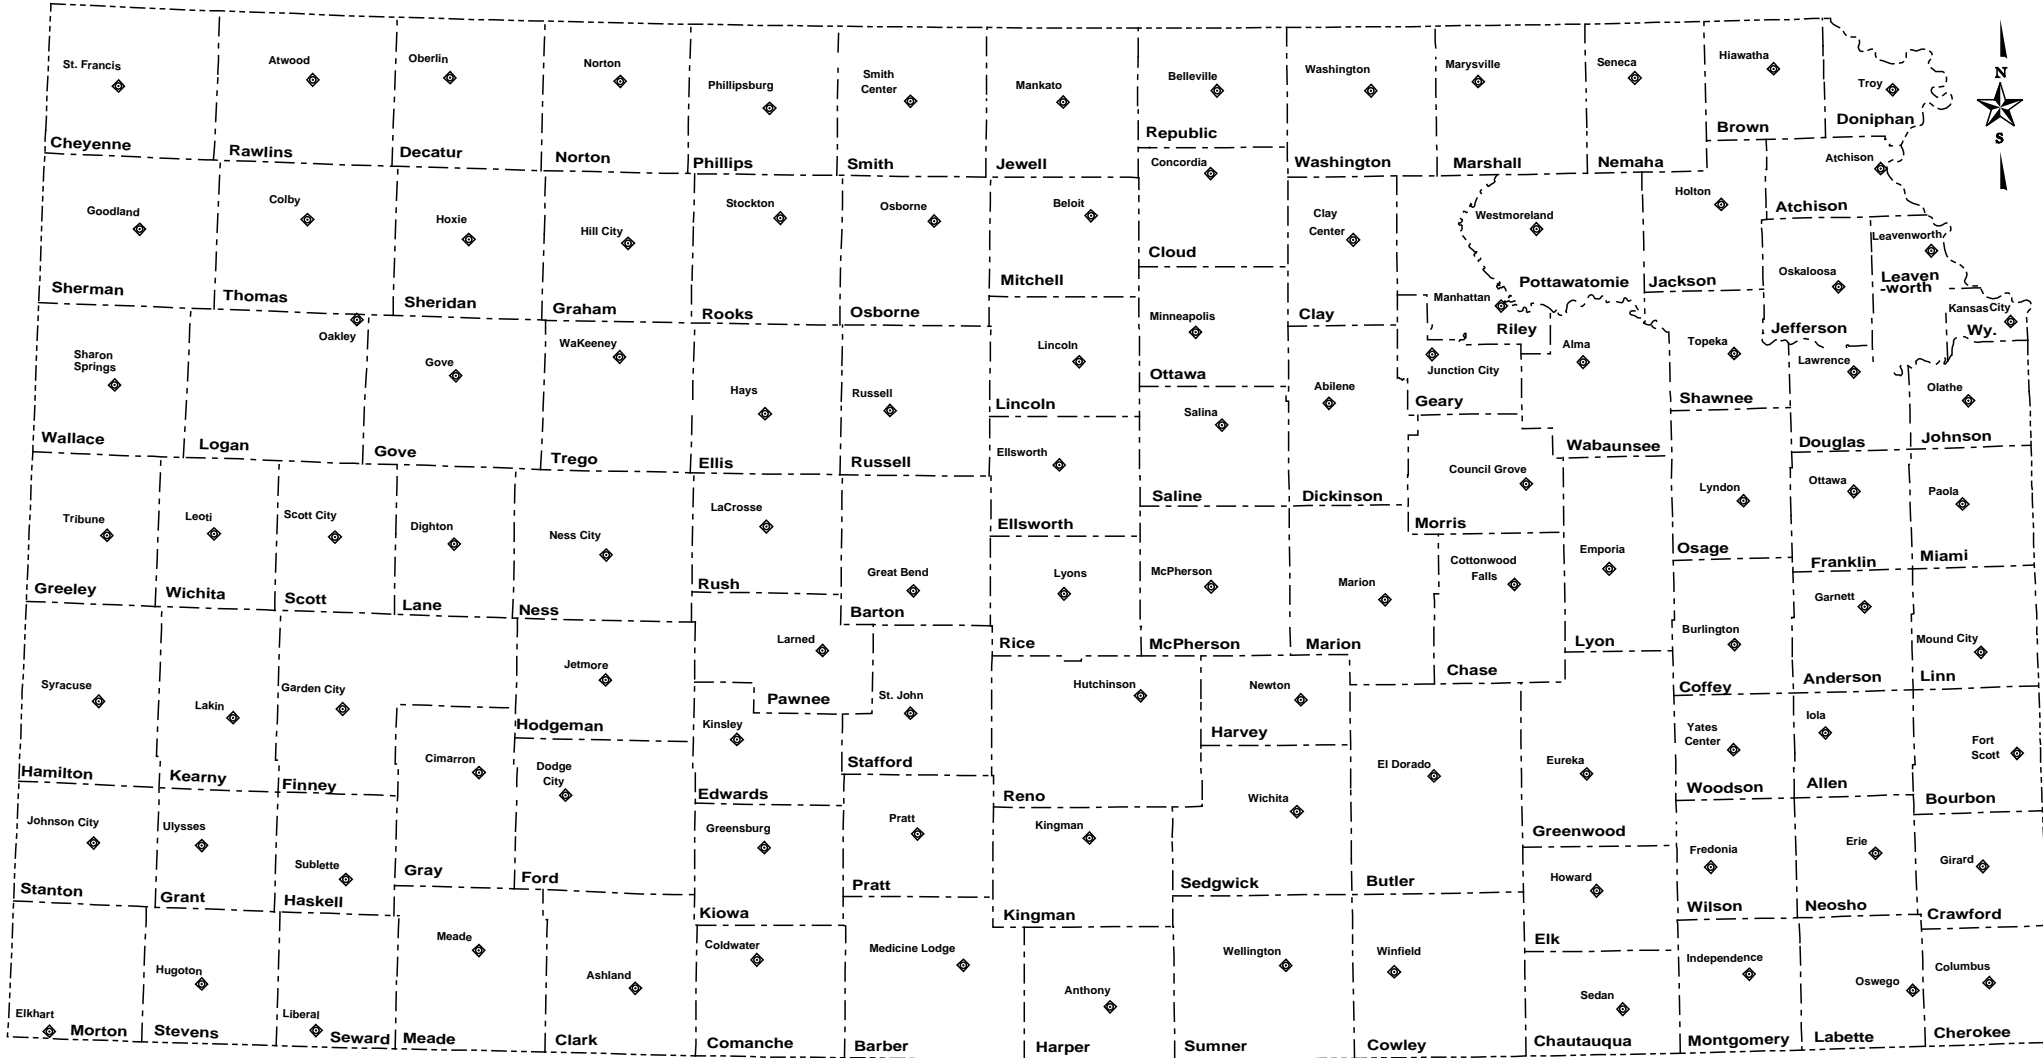 St. Francis
Atwood
Oberlin
Norton
Phillipsburg
Smith
Center
Mankato
Belleville
Washington
Marysville
Seneca
Hiawatha
Troy
N
S
Cheyenne
Rawlins
Decatur
Norton
Phillips
Smith
Jewell
Republic
Washington
Marshall
Nemaha
Brown
Doniphan
Goodland
Colby
Hoxie
Hill City
Stockton
Osborne
Beloit
Concordia
Clay
Center
Westmoreland
Holton
Atchison
Atchison
Sherman
Thomas
Sheridan
Graham
Rooks
Osborne
Mitchell
Cloud
Clay
Manhattan
Riley
Pottawatomie
Jackson
Oskaloosa
Jefferson
Leavenworth
Leaven
-worth
Kansas City
Wy.
Sharon
Springs
Oakley
Gove
WaKeeney
Hays
Russell
Lincoln
Minneapolis
Ottawa
Salina
Abilene
Junction City
Geary
Alma
Topeka
Shawnee
Lawrence
Olathe
Wallace
Logan
Gove
Trego
Ellis
Russell
Lincoln
Ellsworth
Saline
Dickinson
Council Grove
Morris
Wabaunsee
Douglas
Johnson
Tribune
Leoti
Scott City
Dighton
Ness City
LaCrosse
Great Bend
Ellsworth
Lyons
McPherson
Marion
Cottonwood
Falls
Emporia
Lyndon
Osage
Ottawa
Franklin
Paola
Miami
Greeley
Wichita
Scott
Lane
Ness
Rush
Barton
Rice
McPherson
Marion
Chase
Lyon
Burlington
Coffey
Garnett
Anderson
Mound City
Linn
Syracuse
Lakin
Garden City
Jetmore
Larned
Pawnee
St. John
Hutchinson
Newton
Harvey
Hamilton
Kearny
Finney
Cimarron
Hodgeman
Dodge
City
Kinsley
Edwards
Stafford
Reno
Wichita
El Dorado
Eureka
Greenwood
Yates
Center
Woodson
Iola
Allen
Fort
Scott
Bourbon
Johnson City
Ulysses
Sublette
Gray
Ford
Greensburg
Pratt
Pratt
Kingman
Sedgwick
Butler
Howard
Fredonia
Erie
Girard
Stanton
Grant
Haskell
Kiowa
Kingman
Elk
Wilson
Neosho
Crawford
Elkhart
Hugoton
Liberal
Meade
Ashland
Coldwater
Medicine Lodge
Anthony
Wellington
Winfield
Sedan
Independence
Oswego
Columbus
Morton
Stevens
Seward
Meade
Clark
Comanche
Barber
Harper
Sumner
Cowley
Chautauqua
Montgomery
Labette
Cherokee